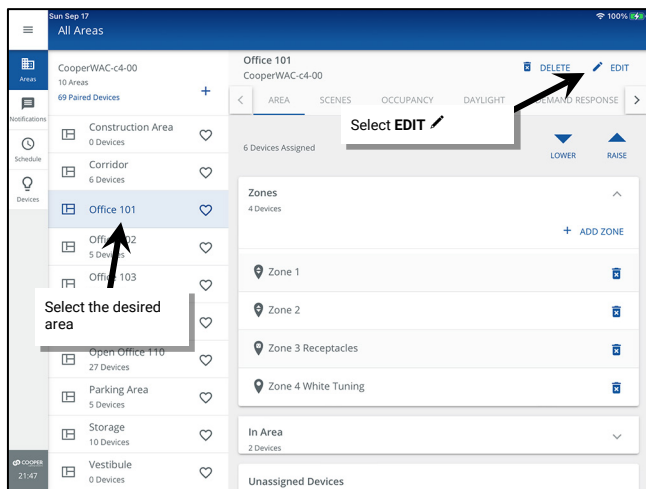 Sun Sep 17
100%
All Areas
Areas
Notifications
Schedule
Devices
COOPER
21:47
CooperWAC-c4-00
10 Areas
69 Paired Devices
+
Construction Area
0 Devices
Corridor
6 Devices
Office 101
Office 102
5 Devices
Office 103
Select the desired
area
Open Office 110
27 Devices
Parking Area
5 Devices
Storage
10 Devices
Vestibule
0 Devices
Office 101
CooperWAC-c4-00
DELETE
EDIT
AREA SCENES OCCUPANCY DAYLIGHT DEMAND RESPONSE
Select EDIT
6 Devices Assigned
LOWER RAISE
Zones
4 Devices
+ ADD ZONE
Zone 1
Zone 2
Zone 3 Receptacles
Zone 4 White Tuning
In Area
2 Devices
Unassigned Devices